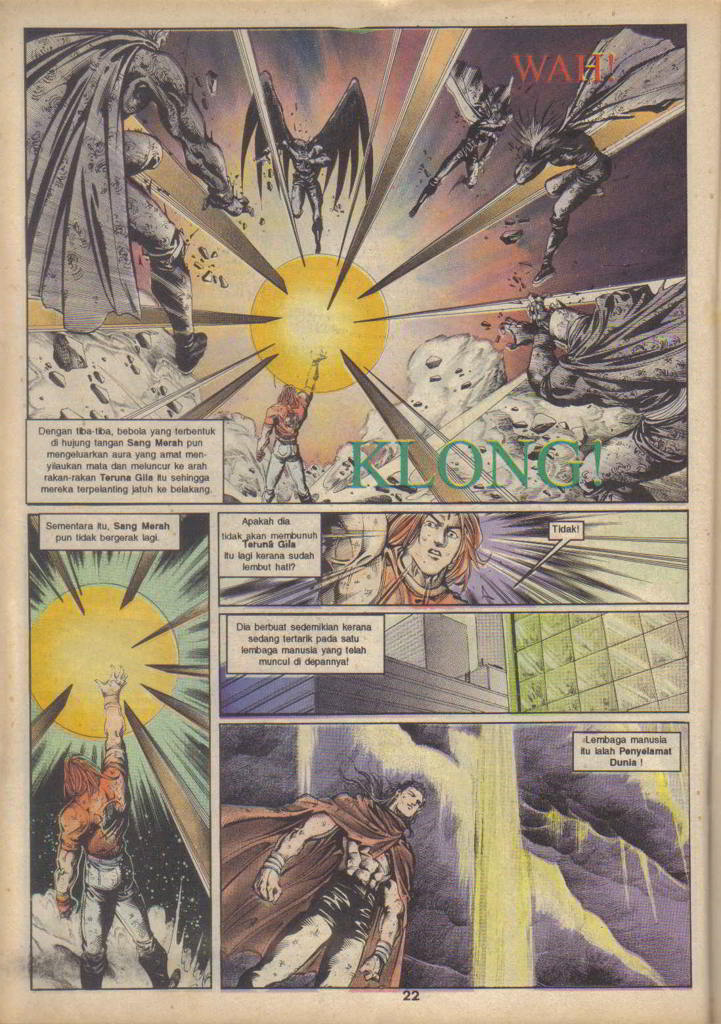 WAH!
Dengan tiba-tiba, bebola yang terbentuk
di hujung tangan Sang Merah pun
mengeluarkan aura yang amat men-
yilaukan mata dan meluncur ke arah
rakan-rakan Teruna Gila itu sehingga
mereka terpelanting jatuh ke belakang.
KLONG!
Sementara itu, Sang Merah
pun tidak bergerak lagi.
Apakah dia
tidak akan membunuh
Teruna Gila
itu lagi kerana sudah
lembut hati?
Tidak!
Dia berbuat sedemikian kerana
sedang tertarik pada satu
lembaga manusia yang telah
muncul di depannya!
Lembaga manusia
itu ialah Penyelamat
Dunia !
22